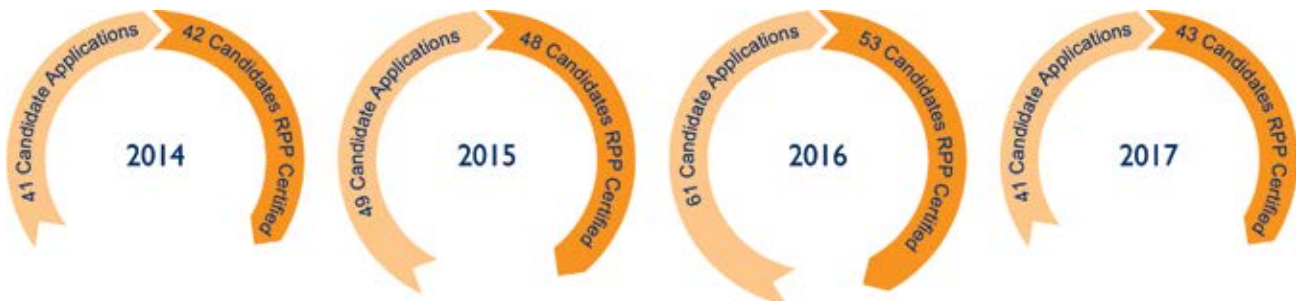 41 Candidate Applications
42 Candidates RPP Certified
2014
49 Candidate Applications
48 Candidates RPP Certified
2015
61 Candidate Applications
53 Candidates RPP Certified
2016
41 Candidate Applications
43 Candidates RPP Certified
2017